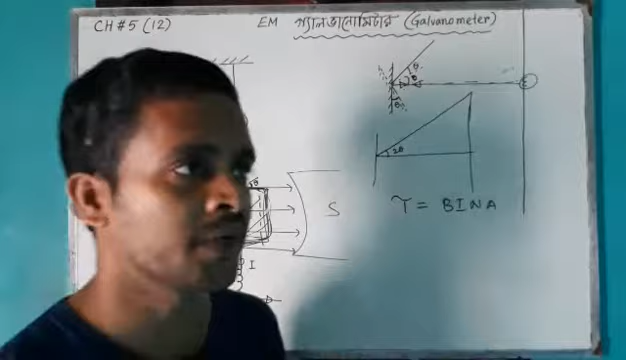 CH # 5 (12) EM গ্যালভানোমিটার (Galvanometer)
θ
θ
2θ
S
τ = BINA
I